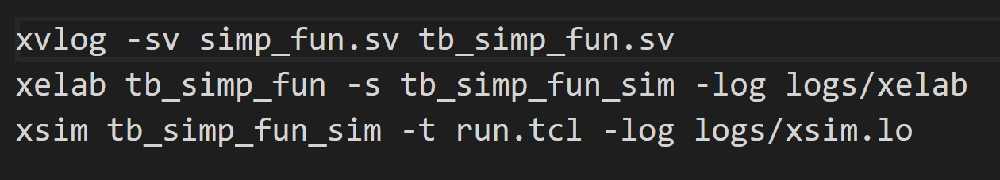 xvlog -sv simp_fun.sv tb_simp_fun.sv
xelab tb_simp_fun -s tb_simp_fun_sim -log logs/xelab
xsim tb_simp_fun_sim -t run.tcl -log logs/xsim.lo